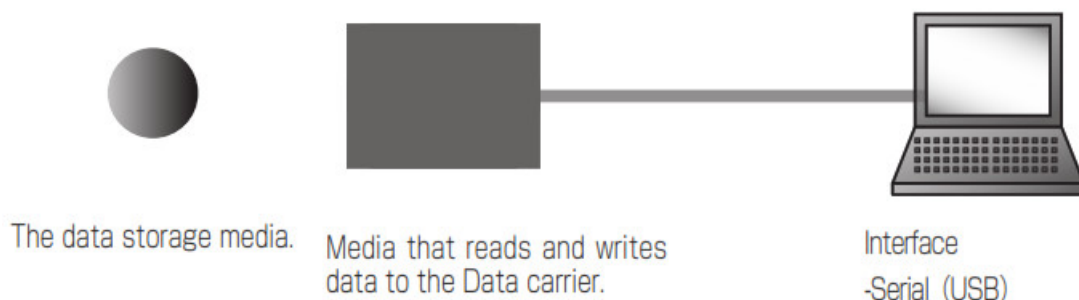 The data storage media.
Media that reads and writes
data to the Data carrier.
Interface
-Serial (USB)